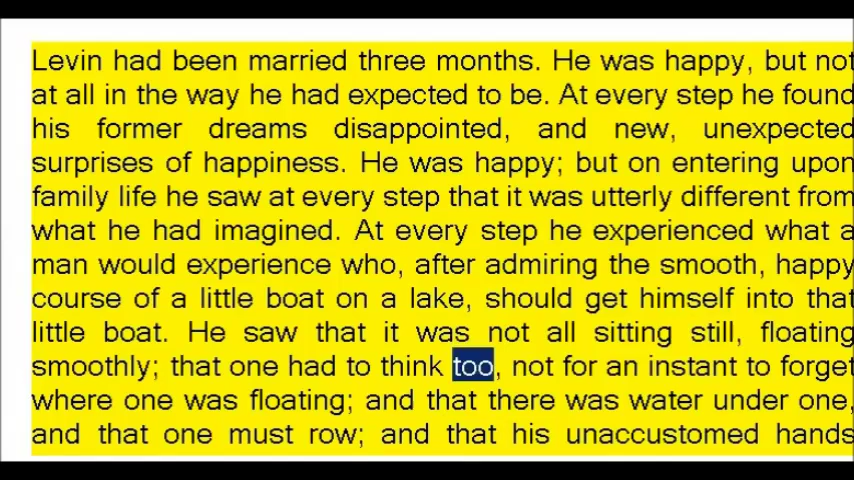 Levin had been married three months. He was happy, but not
at all in the way he had expected to be. At every step he found
his former dreams disappointed, and new, unexpected
surprises of happiness. He was happy; but on entering upon
family life he saw at every step that it was utterly different from
what he had imagined. At every step he experienced what a
man would experience who, after admiring the smooth, happy
course of a little boat on a lake, should get himself into that
little boat. He saw that it was not all sitting still, floating
smoothly; that one had to think too, not for an instant to forget
where one was floating; and that there was water under one,
and that one must row; and that his unaccustomed hands